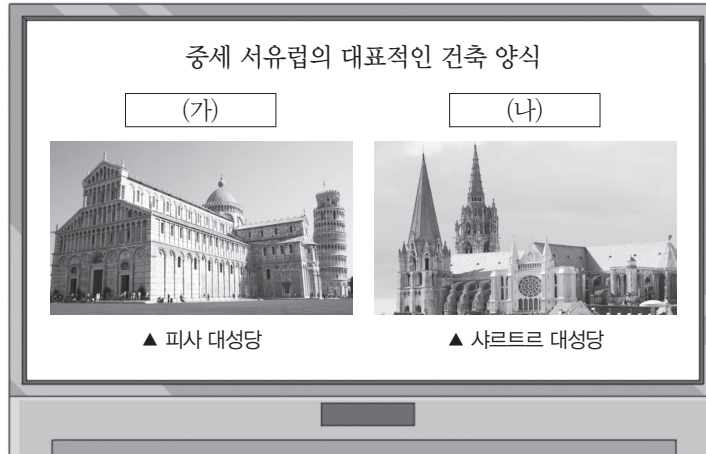 중세 서유럽의 대표적인 건축 양식
(가)
(나)
▲ 피사 대성당
▲ 샤르트르 대성당